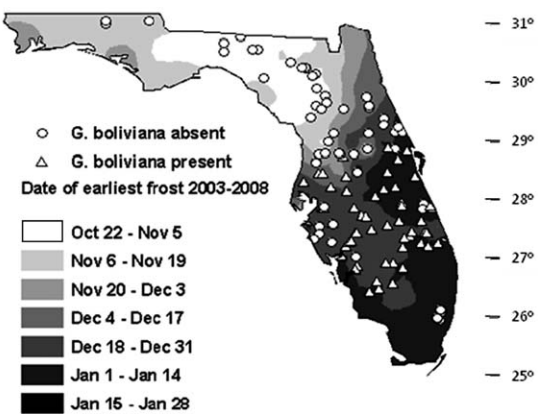 31°
30°
G. boliviana absent
29°
G. boliviana present
Date of earliest frost 2003-2008
28°
Oct 22 - Nov 5
Nov 6 - Nov 19
27°
Nov 20 - Dec 3
Dec 4 - Dec 17
26°
Dec 18 - Dec 31
Jan 1 - Jan 14
25°
Jan 15 - Jan 28